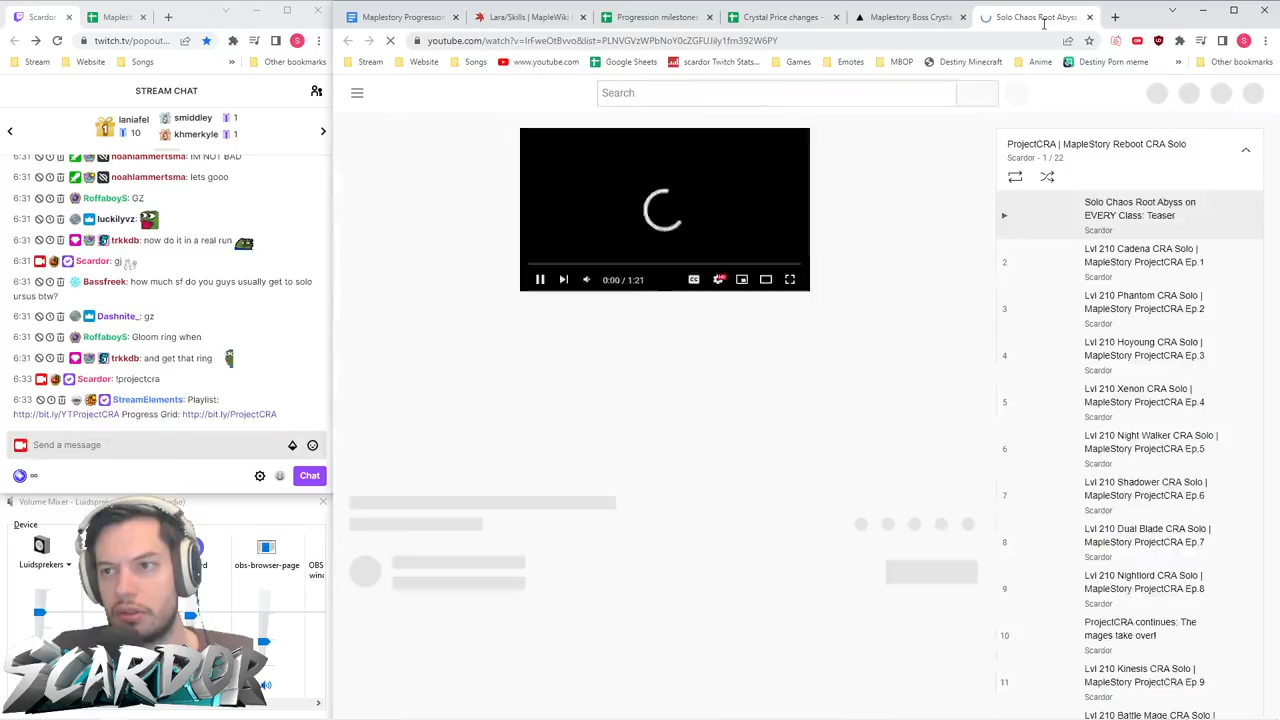 Scardor
Maplest
twitch.tv/popout...
Stream
Website
Songs
Other bookmarks
STREAM CHAT
laniafel
10
smiddley 1
khmerkyle 1
6:31 noahlammertsma: IM NOT BAD
6:31 noahlammertsma: lets gooo
6:31 RoffaboyS: GZ
6:31 luckilyvz:
6:31 trkkdb: now do it in a real run
6:31 Scardor: gj
6:31 Bassfreek: how much sf do you guys usually get to solo
ursus btw?
6:31 Dashnite_: gz
6:31 RoffaboyS: Gloom ring when
6:31 trkkdb: and get that ring
6:33 Scardor: !projectcra
6:33 StreamElements: Playlist:
http://bit.ly/YTProjectCRA Progress Grid: http://bit.ly/ProjectCRA
Send a message
Chat
Volume Mixer - Luidspreke
Device
Luidsprekers
obs-browser-page
OBS
SCARDOR
Maplestory Progression
Lara/Skills | MapleWiki |
Progression milestones
Crystal Price changes -
Maplestory Boss Crysta
Solo Chaos Root Abyss
youtube.com/watch?v=IrFweOtBvvo&list=PLNVGVzWPbNoY0cZGFUJily1fm392W6PY
Stream
Website
Songs
www.youtube.com
Google Sheets
scardor Twitch Stats...
Games
Emotes
MBOP
Destiny Minecraft
Anime
Destiny Porn meme
Other bookmarks
Search
0:00 / 1:21
ProjectCRA | MapleStory Reboot CRA Solo
Scardor - 1 / 22
Solo Chaos Root Abyss on
EVERY Class: Teaser
Scardor
2
Lvl 210 Cadena CRA Solo |
MapleStory ProjectCRA Ep.1
Scardor
3
Lvl 210 Phantom CRA Solo |
MapleStory ProjectCRA Ep.2
Scardor
4
Lvl 210 Hoyoung CRA Solo |
MapleStory ProjectCRA Ep.3
Scardor
5
Lvl 210 Xenon CRA Solo |
MapleStory ProjectCRA Ep.4
Scardor
6
Lvl 210 Night Walker CRA Solo |
MapleStory ProjectCRA Ep.5
Scardor
7
Lvl 210 Shadower CRA Solo |
MapleStory ProjectCRA Ep.6
Scardor
8
Lvl 210 Dual Blade CRA Solo |
MapleStory ProjectCRA Ep.7
Scardor
9
Lvl 210 Nightlord CRA Solo |
MapleStory ProjectCRA Ep.8
Scardor
10
ProjectCRA continues: The
mages take over!
Scardor
11
Lvl 210 Kinesis CRA Solo |
MapleStory ProjectCRA Ep.9
Scardor
Lvl 210 Battle Mage CRA Solo |